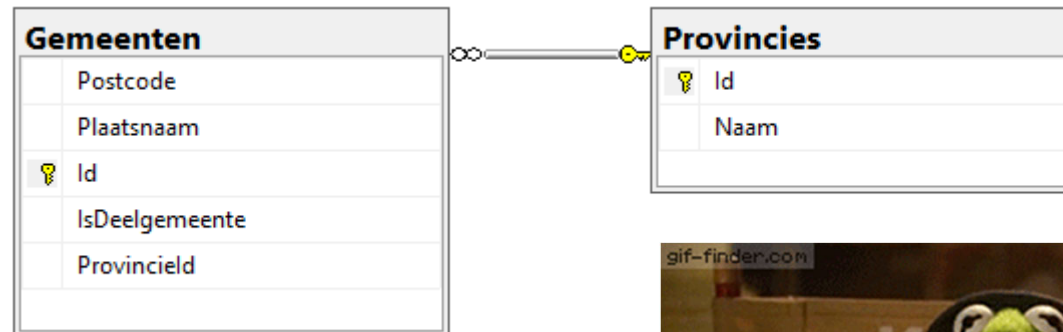 Gemeenten
Postcode
Plaatsnaam
Id
IsDeelgemeente
ProvincieId
Provincies
Id
Naam
gif-finder.com